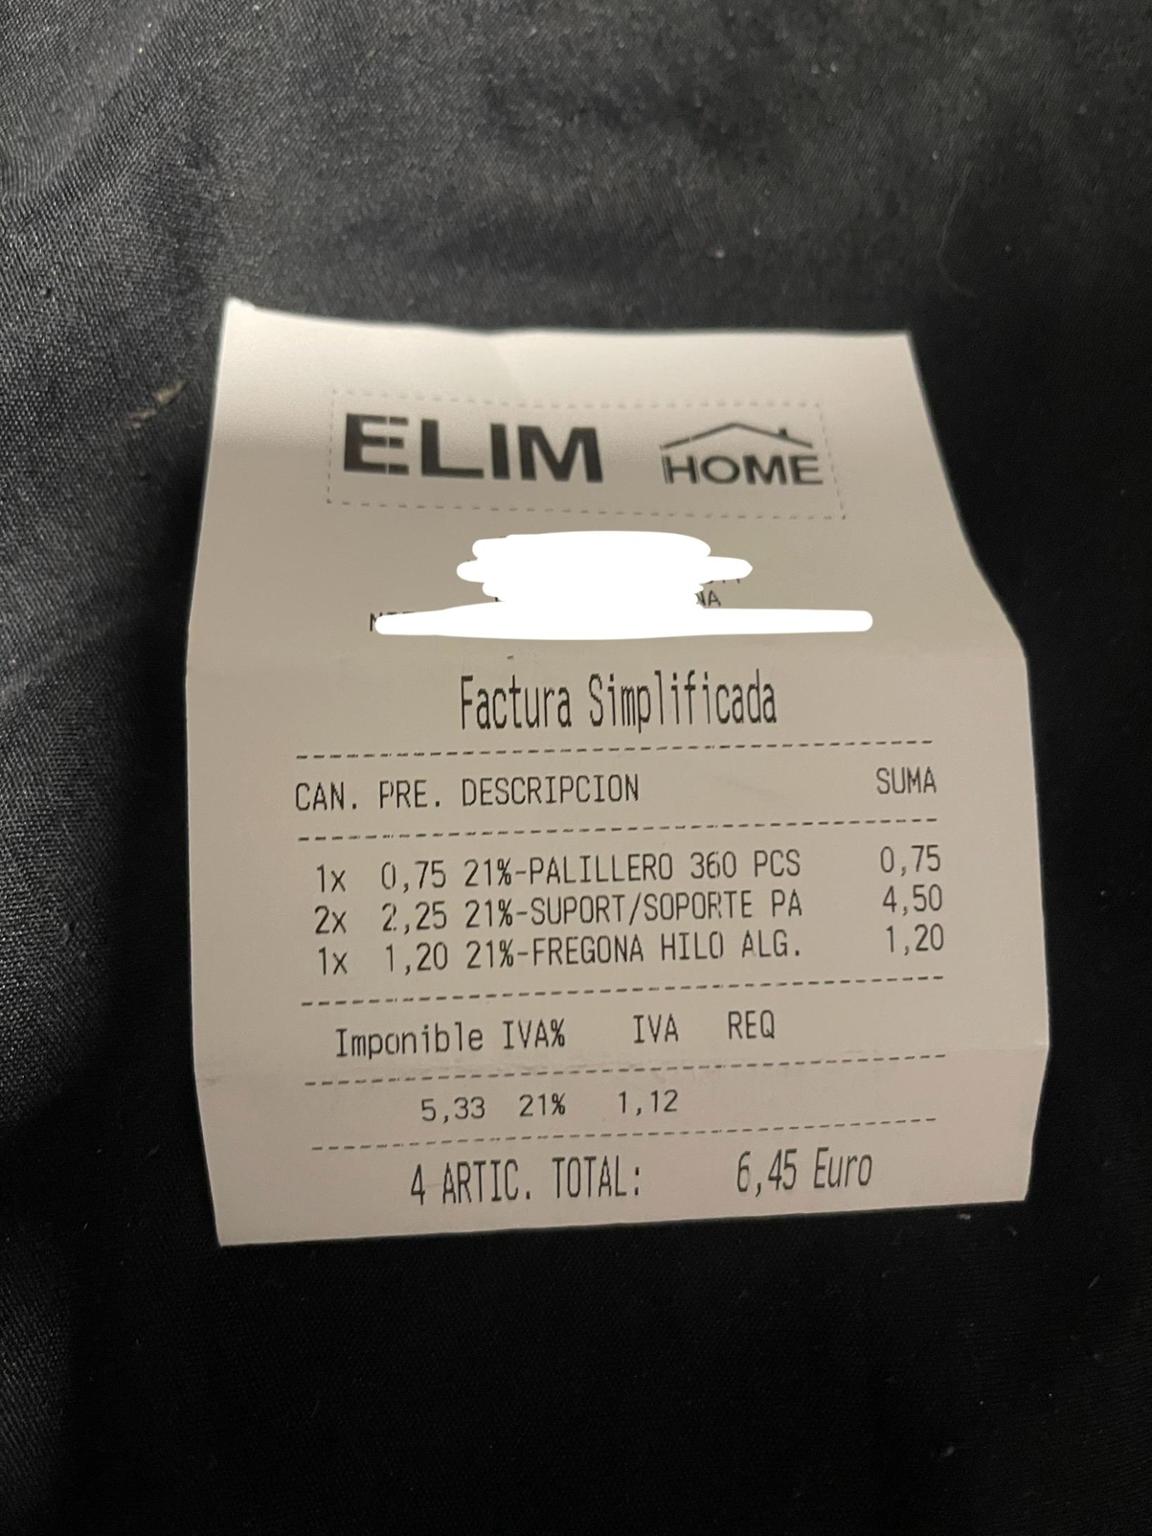 ELIM HOME
Factura Simplificada
CAN. PRE. DESCRIPCION SUMA
1x 0,75 21%-PALILLERO 360 PCS 0,75
2x 2,25 21%-SUPORT/SOPORTE PA 4,50
1x 1,20 21%-FREGONA HILO ALG. 1,20
Imponible IVA% IVA REQ
5,33 21% 1,12
4 ARTIC. TOTAL: 6,45 Euro